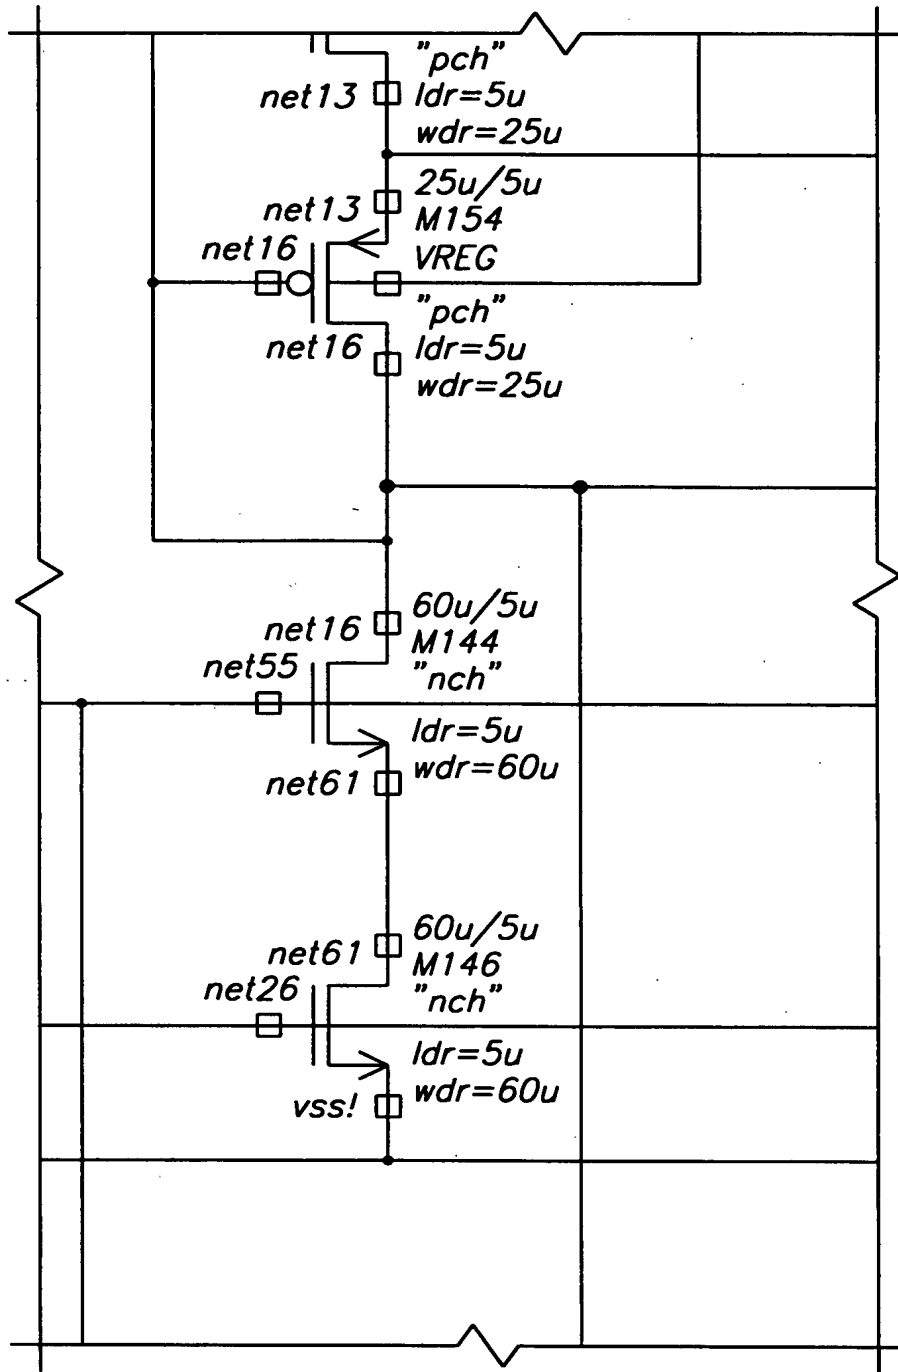 "pch"
net13
ldr=5u
wdr=25u
25u/5u
net13
M154
net16
VREG
"pch"
net16
ldr=5u
wdr=25u
60u/5u
net16
M144
net55
"nch"
ldr=5u
net61
wdr=60u
60u/5u
net61
M146
net26
"nch"
ldr=5u
vss!
wdr=60u